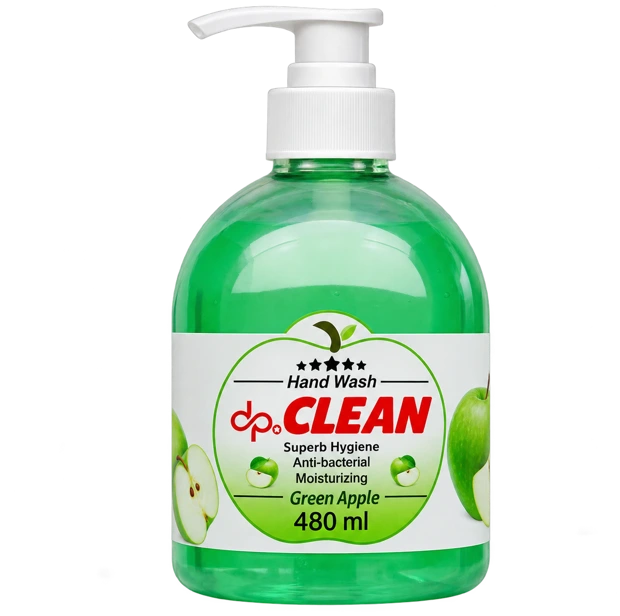 Hand Wash
dp.CLEAN
Superb Hygiene
Anti-bacterial
Moisturizing
Green Apple
480 ml